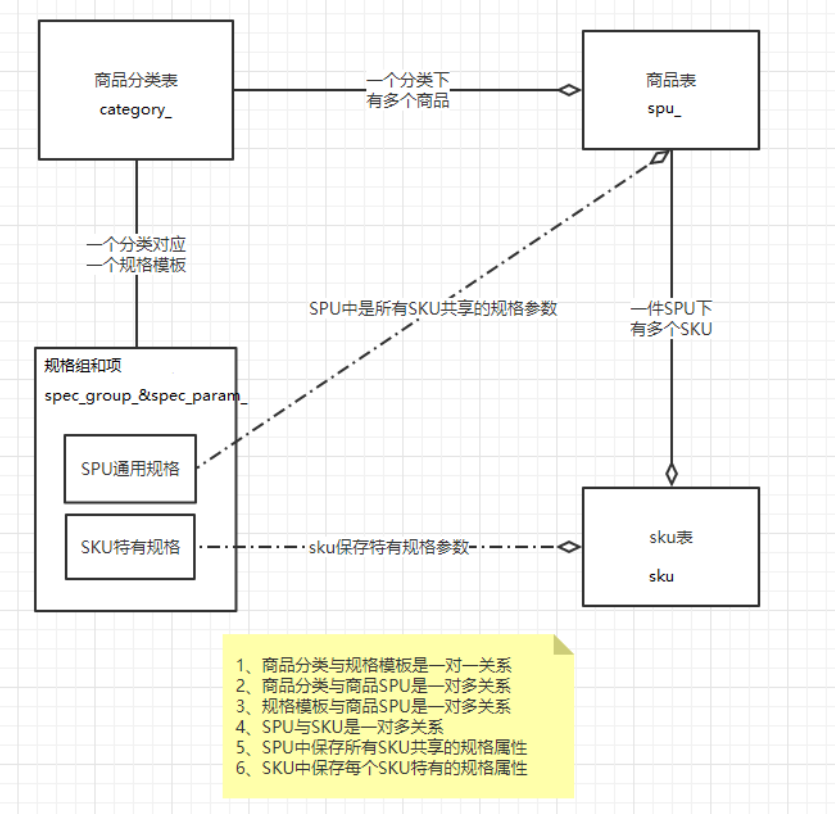 商品分类表
category_
一个分类下
有多个商品
商品表
spu_
一个分类对应
一个规格模板
SPU中是所有SKU共享的规格参数
一件SPU下
有多个SKU
规格组和项
spec_group_&spec_param_
SPU通用规格
SKU特有规格
sku保存特有规格参数
sku表
sku
1、商品分类与规格模板是一对一关系
2、商品分类与商品SPU是一对多关系
3、规格模板与商品SPU是一对多关系
4、SPU与SKU是一对多关系
5、SPU中保存所有SKU共享的规格属性
6、SKU中保存每个SKU特有的规格属性